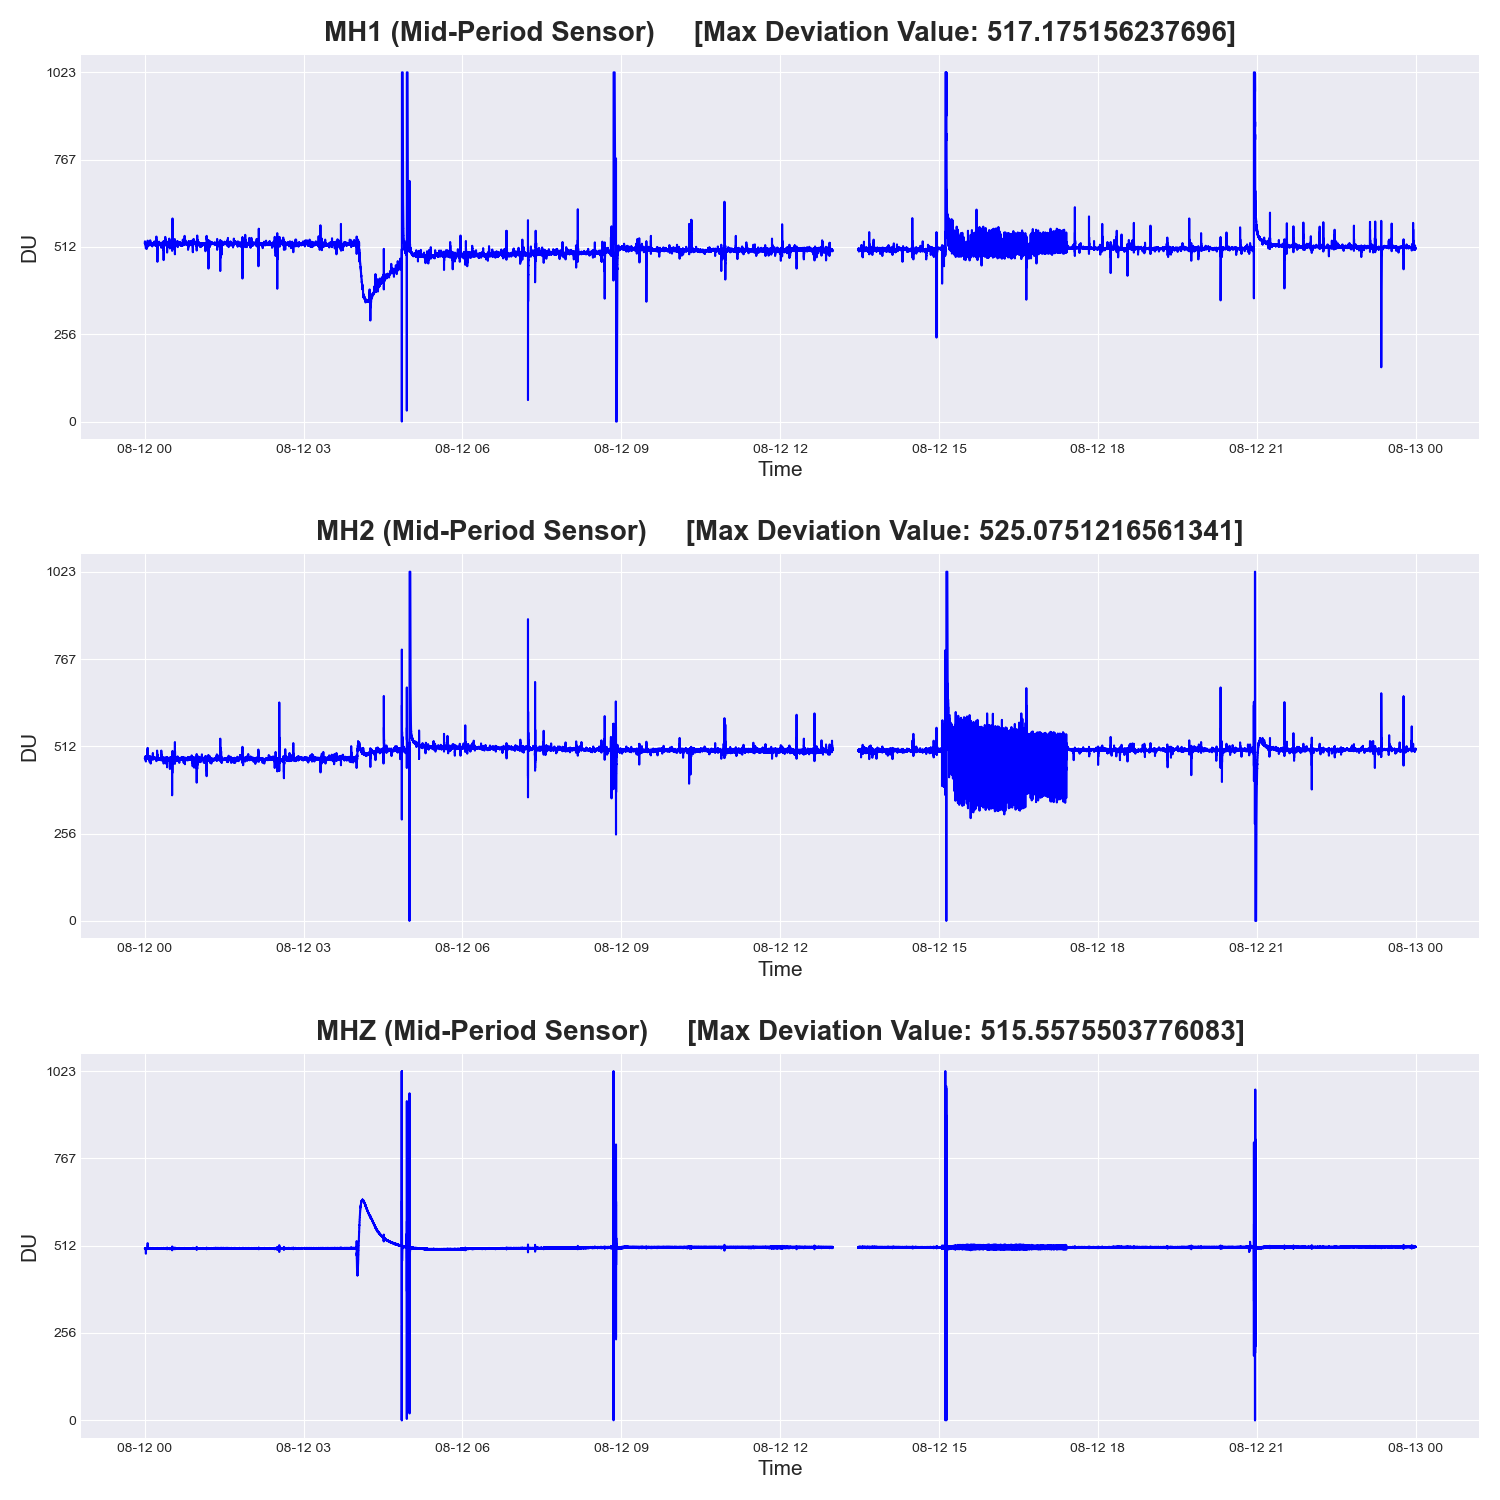 MH1 (Mid-Period Sensor) [Max Deviation Value: 517.175156237696]
1023
767
512
256
0
DU
08-12 00 08-12 03 08-12 06 08-12 09 08-12 12 08-12 15 08-12 18 08-12 21 08-13 00
Time
MH2 (Mid-Period Sensor) [Max Deviation Value: 525.0751216561341]
1023
767
512
256
0
DU
08-12 00 08-12 03 08-12 06 08-12 09 08-12 12 08-12 15 08-12 18 08-12 21 08-13 00
Time
MHZ (Mid-Period Sensor) [Max Deviation Value: 515.5575503776083]
1023
767
512
256
0
DU
08-12 00 08-12 03 08-12 06 08-12 09 08-12 12 08-12 15 08-12 18 08-12 21 08-13 00
Time